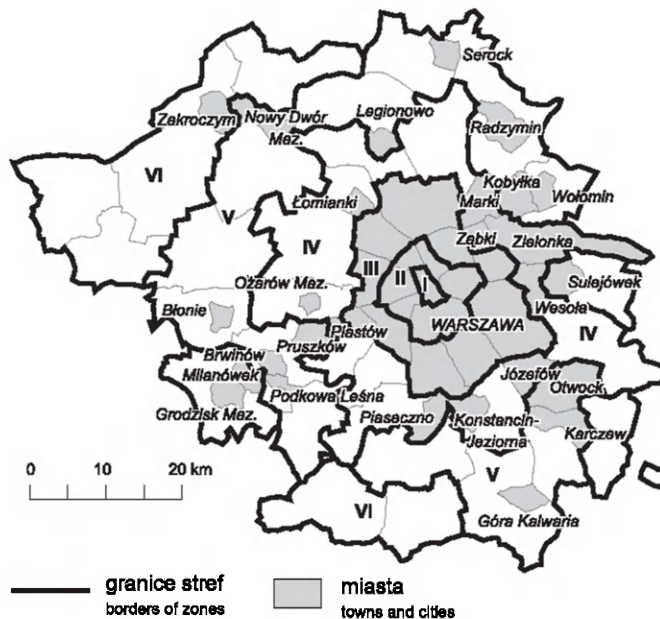 Serock
Zakroczym
Nowy Dwór
Maz.
Legionowo
Radzymin
VI
V
Łomianki
Marki
Kobyłka
Wołomin
IV
Ząbki
Zielonka
III
II
I
Ożarów Maz.
Sulejówek
Błonie
Wesoła
WARSZAWA
Piastów
Pruszków
IV
Brwinów
Milanówek
Józefów
Otwock
Podkowa Leśna
Grodzisk Maz.
Piaseczno
Konstancin-
Jeziorna
Karczew
0 10 20 km
V
VI
Góra Kalwaria
granice stref
borders of zones
miasta
towns and cities